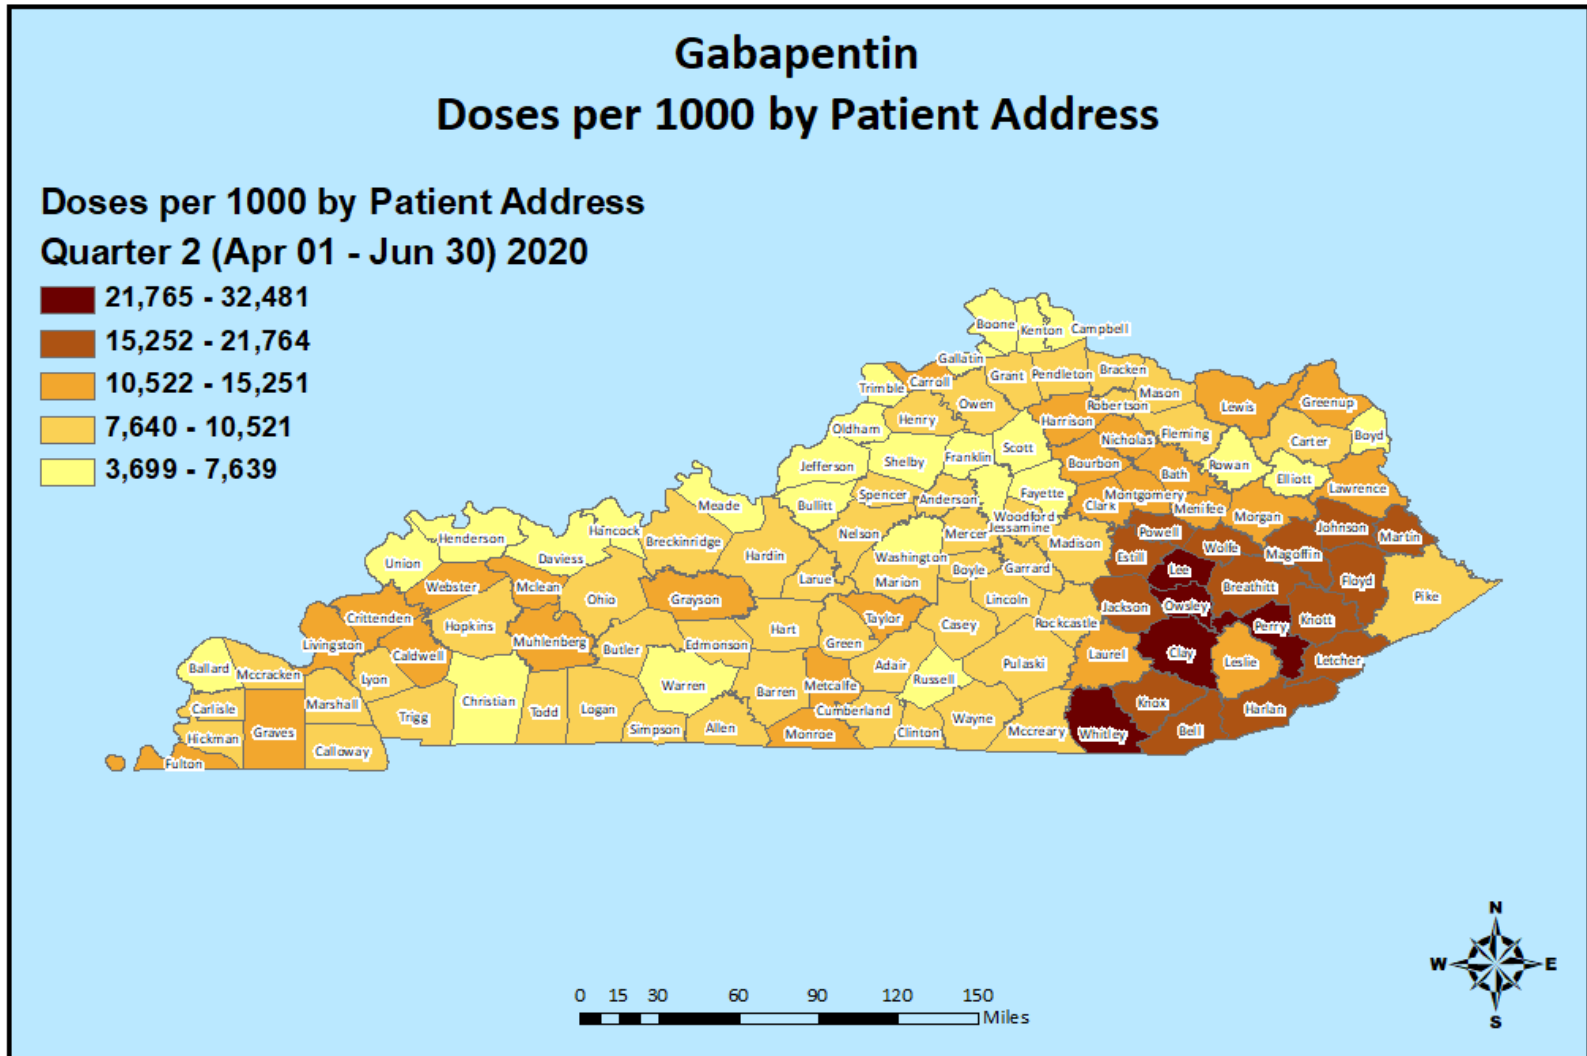 Gabapentin
Doses per 1000 by Patient Address
Doses per 1000 by Patient Address
Quarter 2 (Apr 01 - Jun 30) 2020
21,765 - 32,481
15,252 - 21,764
10,522 - 15,251
7,640 - 10,521
3,699 - 7,639
Boone
Kenton
Campbell
Gallatin
Grant
Pendleton
Bracken
Trimble
Carroll
Mason
Owen
Robertson
Lewis
Greenup
Henry
Harrison
Oldham
Nicholas
Fleming
Boyd
Carter
Scott
Franklin
Shelby
Jefferson
Bourbon
Rowan
Bath
Elliott
Lawrence
Fayette
Montgomery
Spencer
Anderson
Meade
Bullitt
Clark
Menifee
Woodford
Morgan
Jessamine
Johnson
Hancock
Nelson
Mercer
Powell
Martin
Henderson
Breckinridge
Madison
Wolfe
Magoffin
Daviess
Hardin
Washington
Estill
Union
Boyle
Garrard
Lee
Larue
Marion
Floyd
Webster
Mclean
Breathitt
Pike
Ohio
Grayson
Lincoln
Jackson
Owsley
Crittenden
Taylor
Knott
Rockcastle
Hopkins
Casey
Perry
Hart
Muhlenberg
Green
Livingston
Edmonson
Butler
Caldwell
Laurel
Clay
Leslie
Letcher
Adair
Pulaski
Ballard
Mccracken
Lyon
Russell
Warren
Metcalfe
Barren
Christian
Marshall
Knox
Carlisle
Logan
Todd
Cumberland
Harlan
Trigg
Wayne
Allen
Simpson
Bell
Graves
Clinton
Mccreary
Whitley
Monroe
Hickman
Calloway
Fulton
N
W E
S
0 15 30 60 90 120 150
Miles